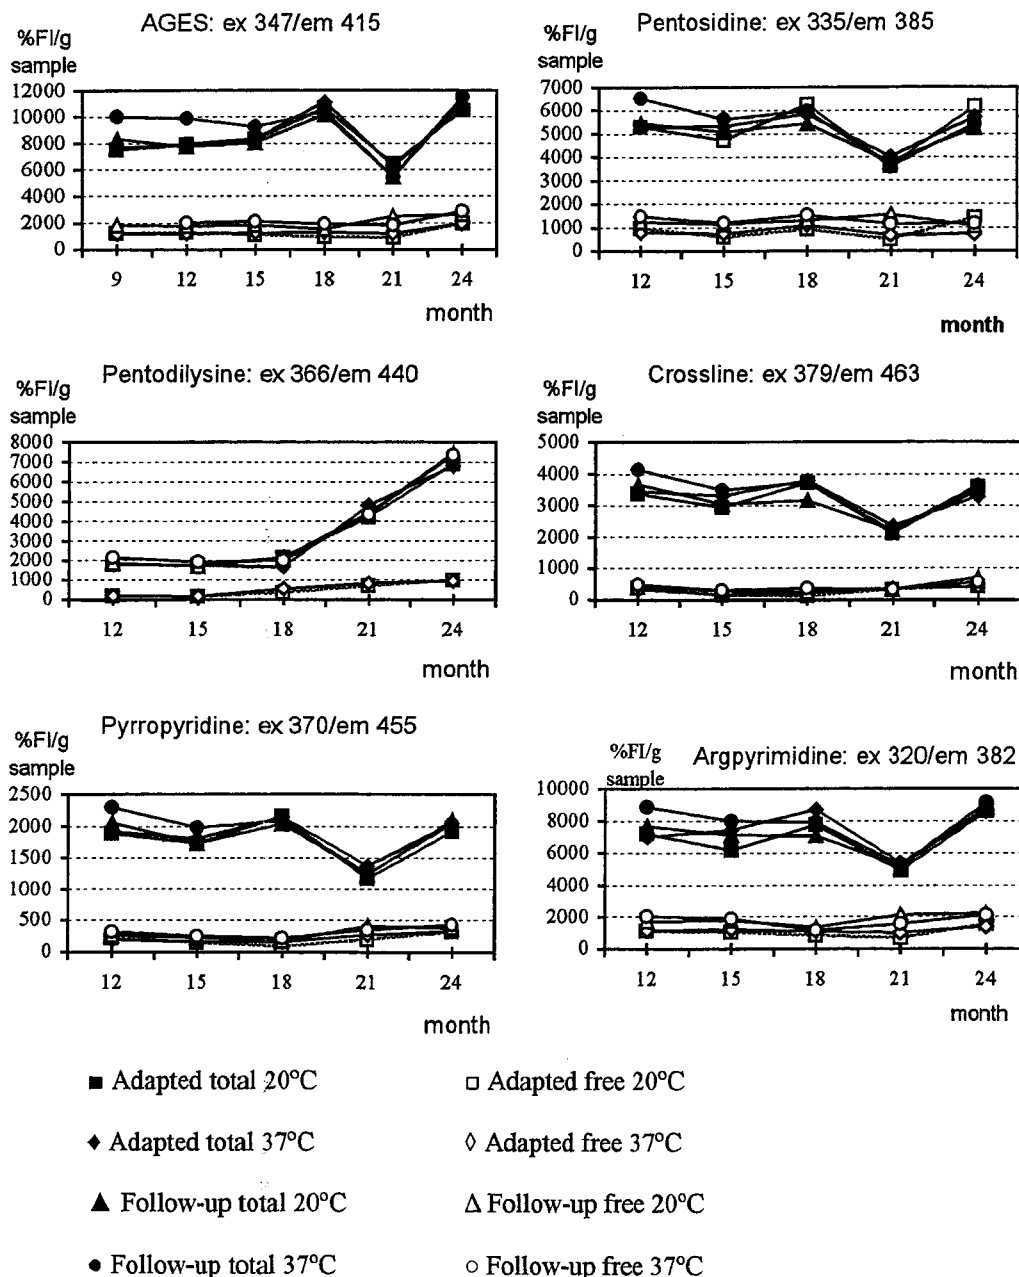 AGES: ex 347/em 415
%FI/g
sample
12000
10000
8000
6000
4000
2000
0
9 12 15 18 21 24
month
Pentosidine: ex 335/em 385
%FI/g
sample
7000
6000
5000
4000
3000
2000
1000
0
12 15 18 21 24
month
Pentodilysine: ex 366/em 440
%FI/g
sample
8000
7000
6000
5000
4000
3000
2000
1000
0
12 15 18 21 24
month
Crossline: ex 379/em 463
%FI/g
sample
5000
4000
3000
2000
1000
0
12 15 18 21 24
month
Pyrropyridine: ex 370/em 455
%FI/g
sample
2500
2000
1500
1000
500
0
12 15 18 21 24
month
Argpyrimidine: ex 320/em 382
%FI/g
sample
10000
8000
6000
4000
2000
0
12 15 18 21 24
month
Adapted total 20°C
Adapted free 20°C
Adapted total 37°C
Adapted free 37°C
Follow-up total 20°C
Follow-up free 20°C
Follow-up total 37°C
Follow-up free 37°C